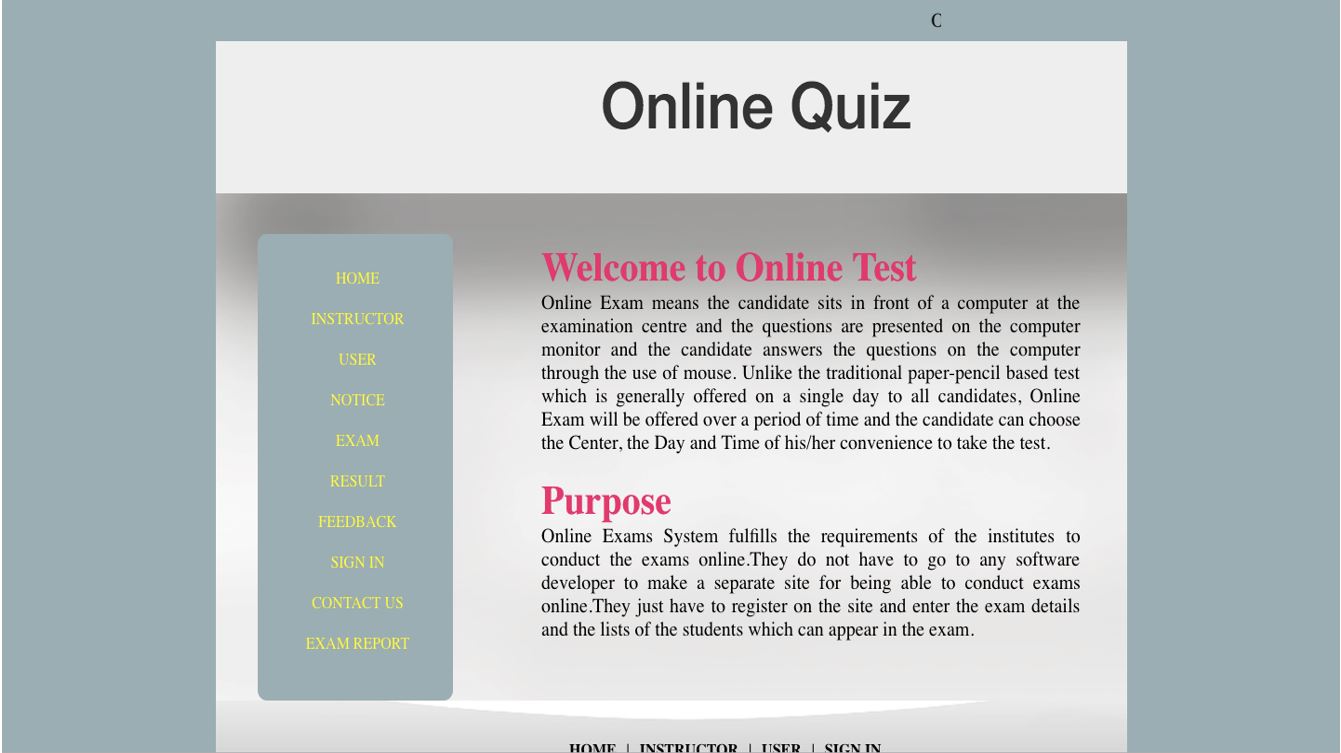 C
Online Quiz
HOME
INSTRUCTOR
USER
NOTICE
EXAM
RESULT
FEEDBACK
SIGN IN
CONTACT US
EXAM REPORT
Welcome to Online Test
Online Exam means the candidate sits in front of a computer at the
examination centre and the questions are presented on the computer
monitor and the candidate answers the questions on the computer
through the use of mouse. Unlike the traditional paper-pencil based test
which is generally offered on a single day to all candidates, Online
Exam will be offered over a period of time and the candidate can choose
the Center, the Day and Time of his/her convenience to take the test.
Purpose
Online Exams System fulfills the requirements of the institutes to
conduct the exams online.They do not have to go to any software
developer to make a separate site for being able to conduct exams
online.They just have to register on the site and enter the exam details
and the lists of the students which can appear in the exam.
HOME | INSTRUCTOR | USER | SIGN IN